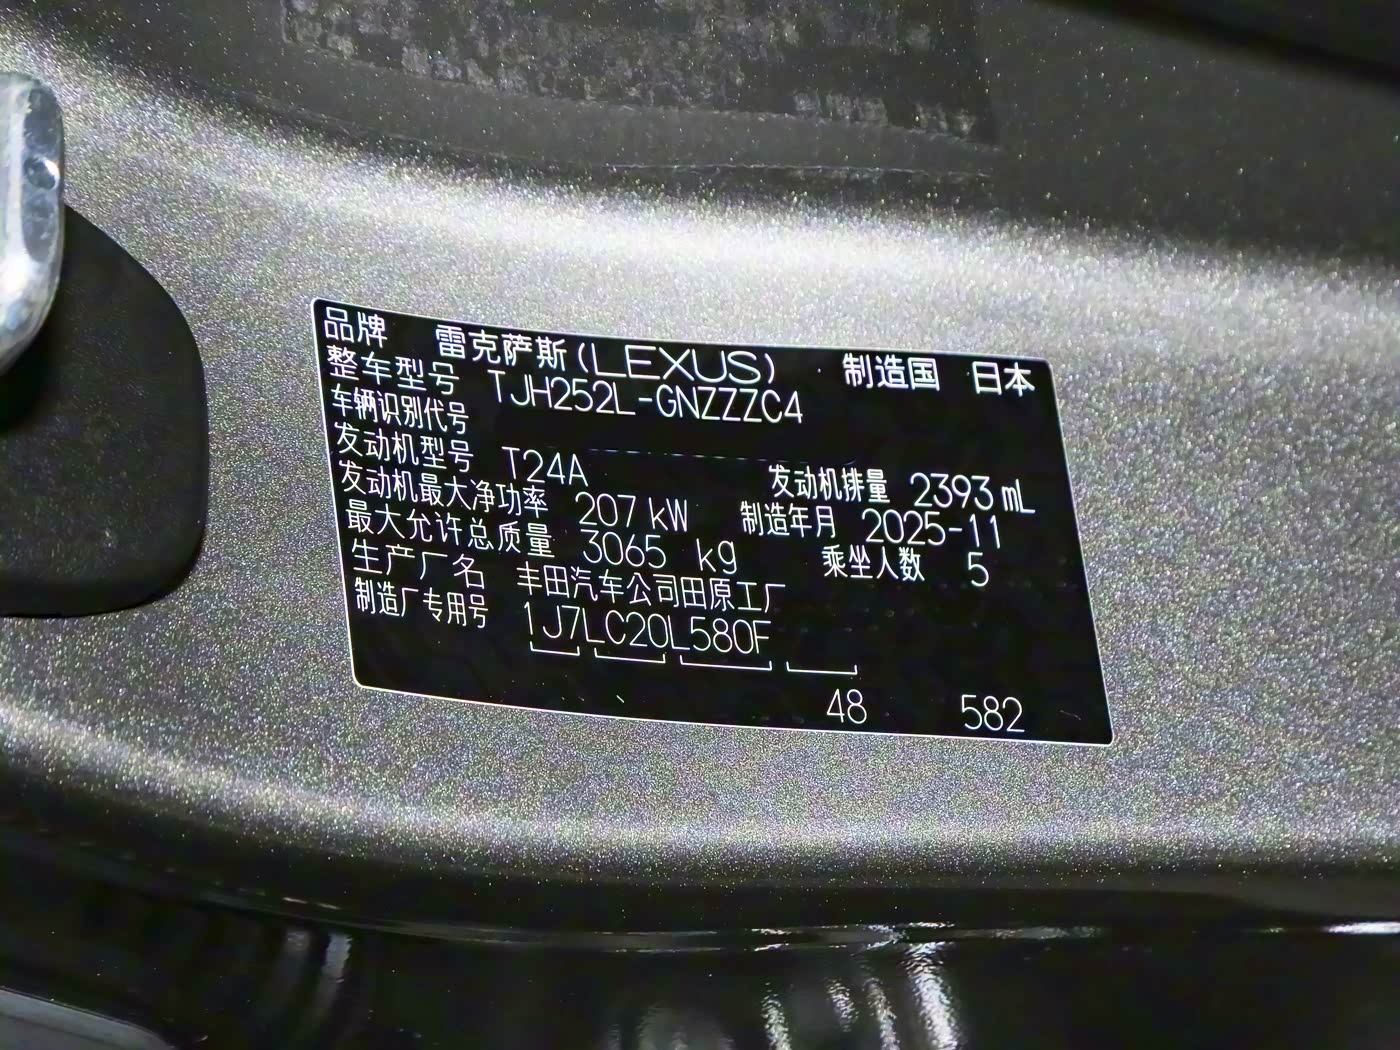 品牌 雷克萨斯(LEXUS) 制造国 日本
整车型号 TJH252L-GNZZZC4
车辆识别代号
发动机型号 T24A 发动机排量 2393 mL
发动机最大净功率 207 kW 制造年月 2025-11
最大允许总质量 3065 kg 乘坐人数 5
生产厂名 丰田汽车公司田原工厂
制造厂专用号 1J7LC20L580F
48 582